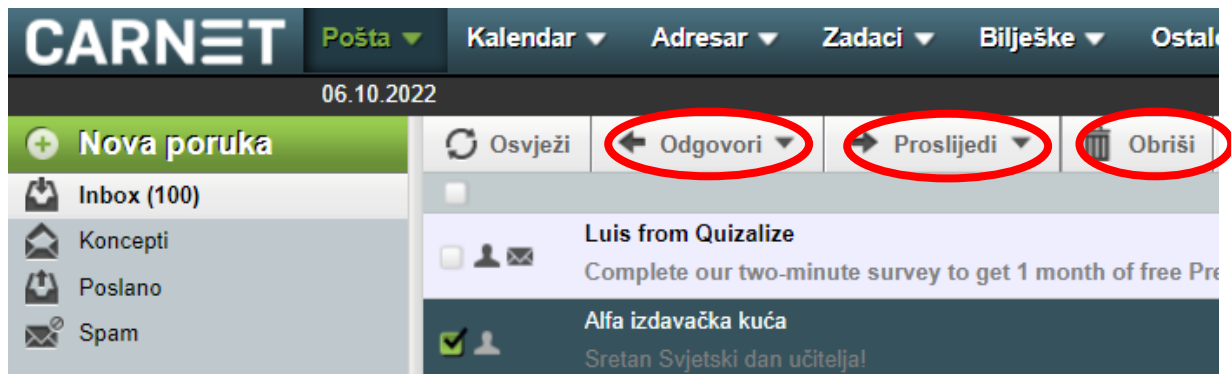 CARNET Pošta Kalendar Adresar Zadaci Bilješke Ostalo
06.10.2022
Nova poruka Osvježi Odgovori Proslijedi Obriši
Inbox (100)
Koncepti
Poslano
Spam
Luis from Quizalize
Complete our two-minute survey to get 1 month of free Pre
Alfa izdavačka kuća
Sretan Svjetski dan učitelja!